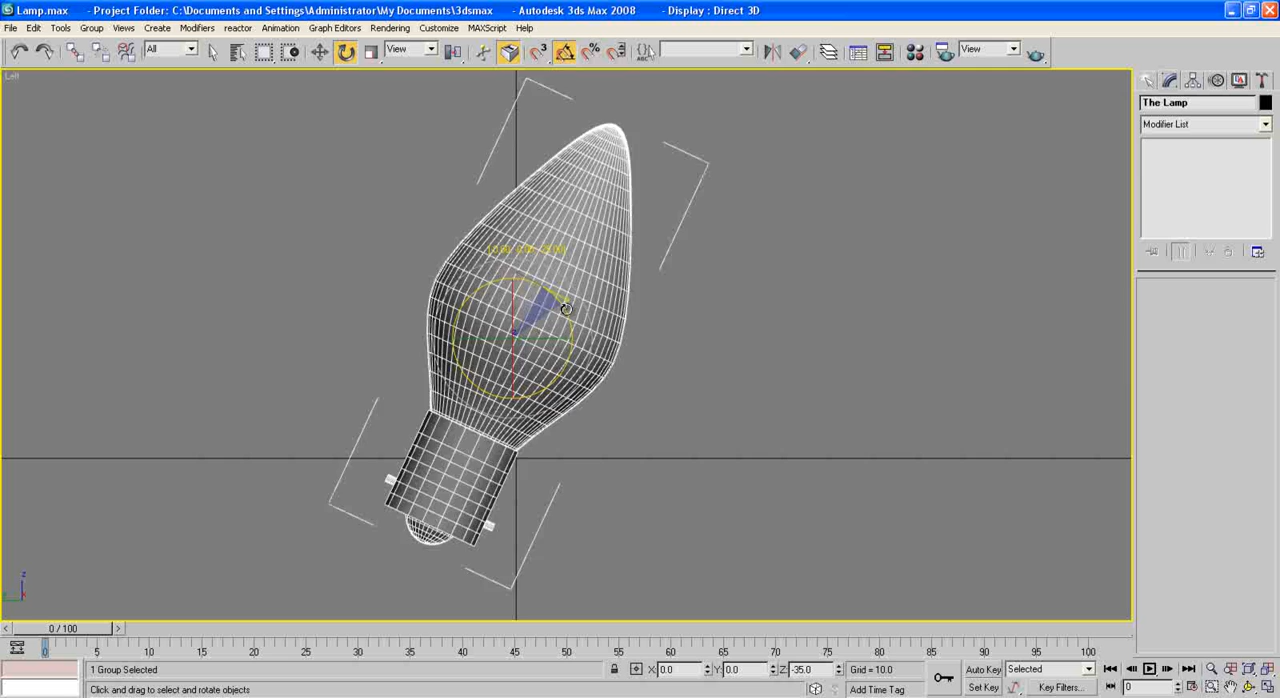 Lamp.max - Project Folder: C:\Documents and Settings\Administrator\My Documents\3dsmax - Autodesk 3ds Max 2008 - Display : Direct 3D
File Edit Tools Group Views Create Modifiers reactor Animation Graph Editors Rendering Customize MAXScript Help
All View 3 % View
Left
The Lamp
Modifier List
z
0 / 100
0 5 10 15 20 25 30 35 40 45 50 55 60 65 70 75 80 85 90 95 100
1 Group Selected X: 0.0 Y: 0.0 Z: -35.0 Grid = 10.0 Auto Key Selected
Click and drag to select and rotate objects Add Time Tag Set Key Key Filters... 0